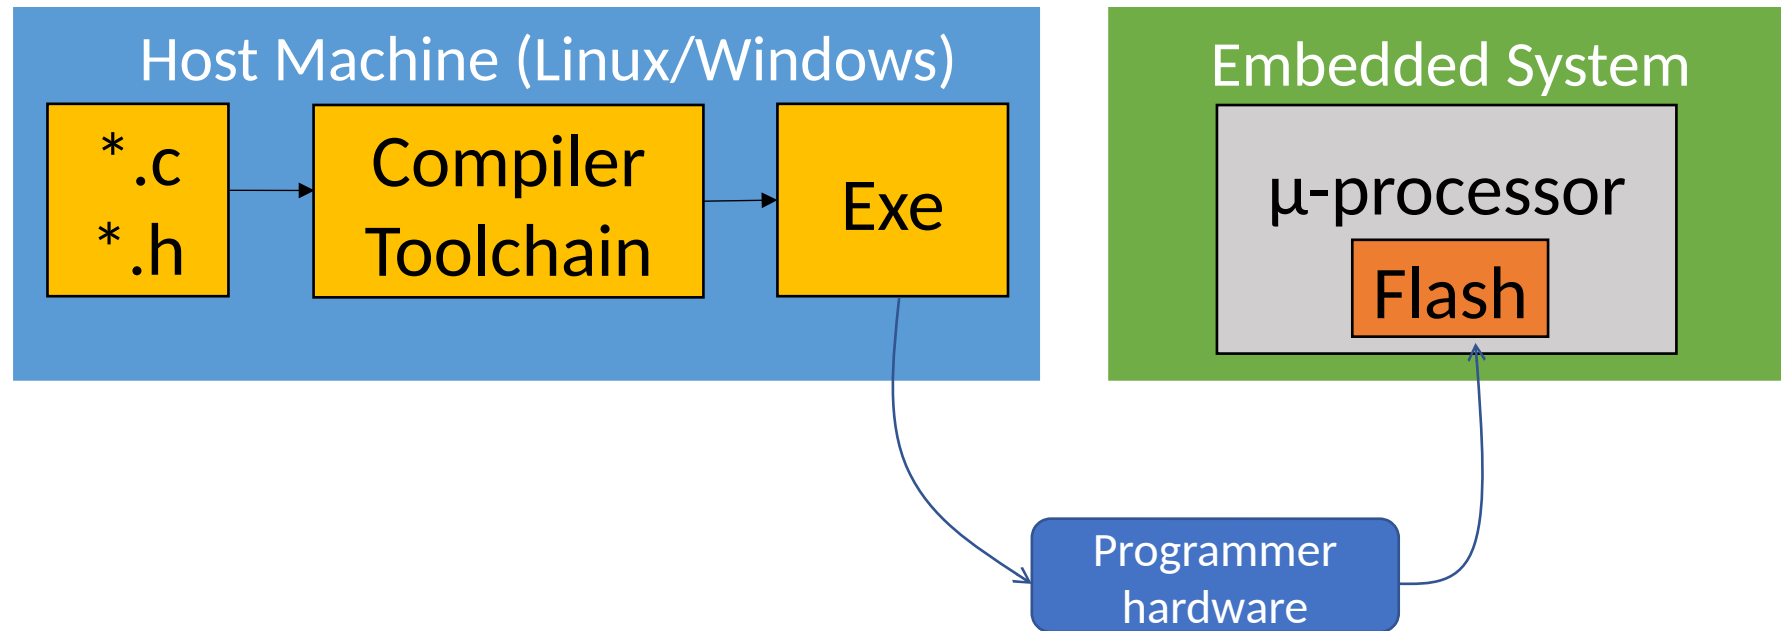 Host Machine (Linux/Windows)
*.c
*.h
Compiler
Toolchain
Exe
Embedded System
µ-processor
Flash
Programmer
hardware